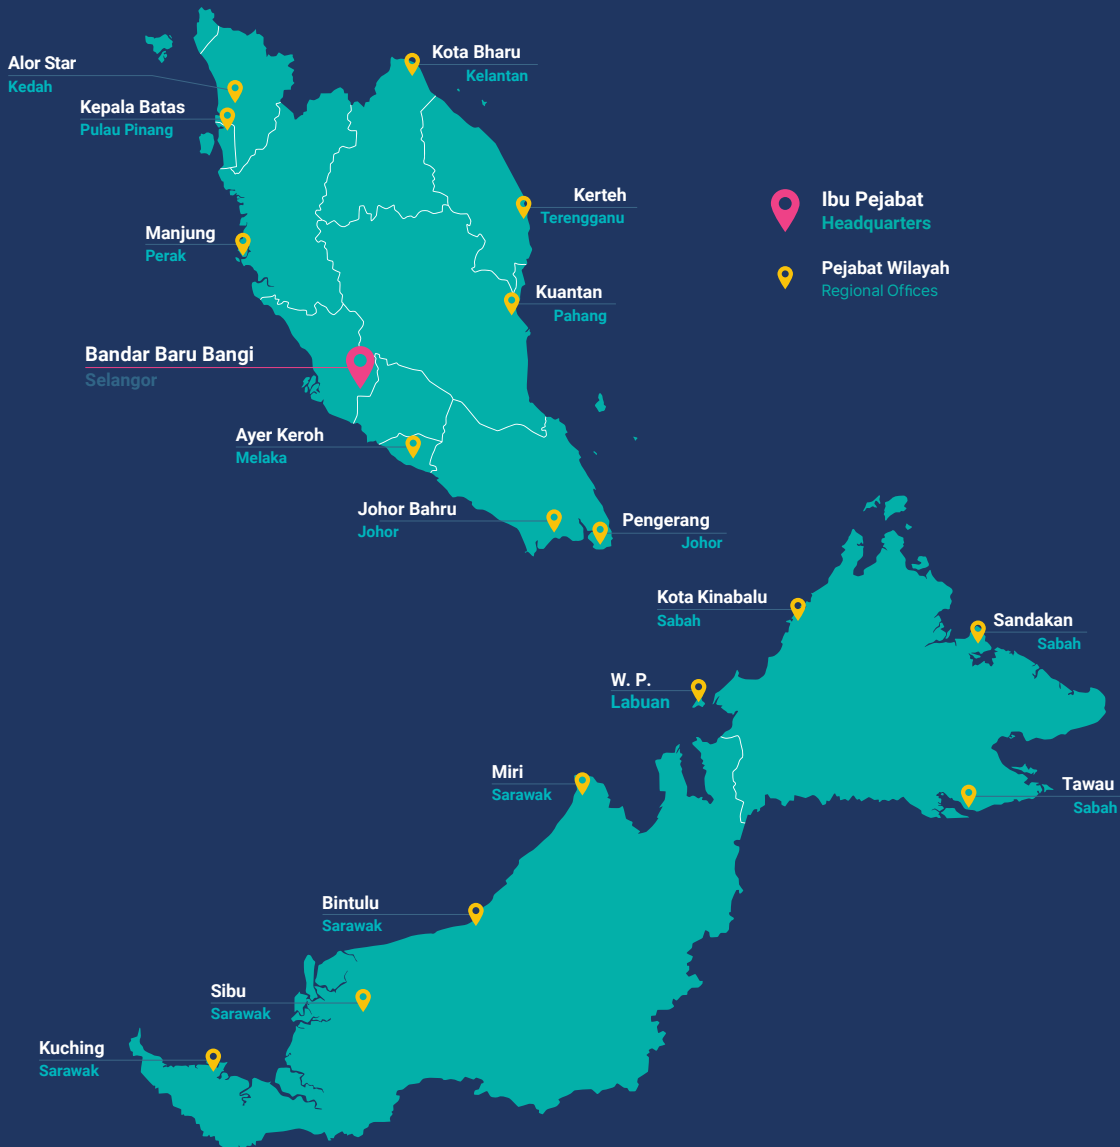 Kota Bharu
Kelantan
Alor Star
Kedah
Kepala Batas
Pulau Pinang
Kerteh
Terengganu
Ibu Pejabat
Headquarters
Manjung
Perak
Pejabat Wilayah
Regional Offices
Kuantan
Pahang
Bandar Baru Bangi
Selangor
Ayer Keroh
Melaka
Johor Bahru
Johor
Pengerang
Johor
Kota Kinabalu
Sabah
Sandakan
Sabah
W. P.
Labuan
Miri
Sarawak
Tawau
Sabah
Bintulu
Sarawak
Sibu
Sarawak
Kuching
Sarawak